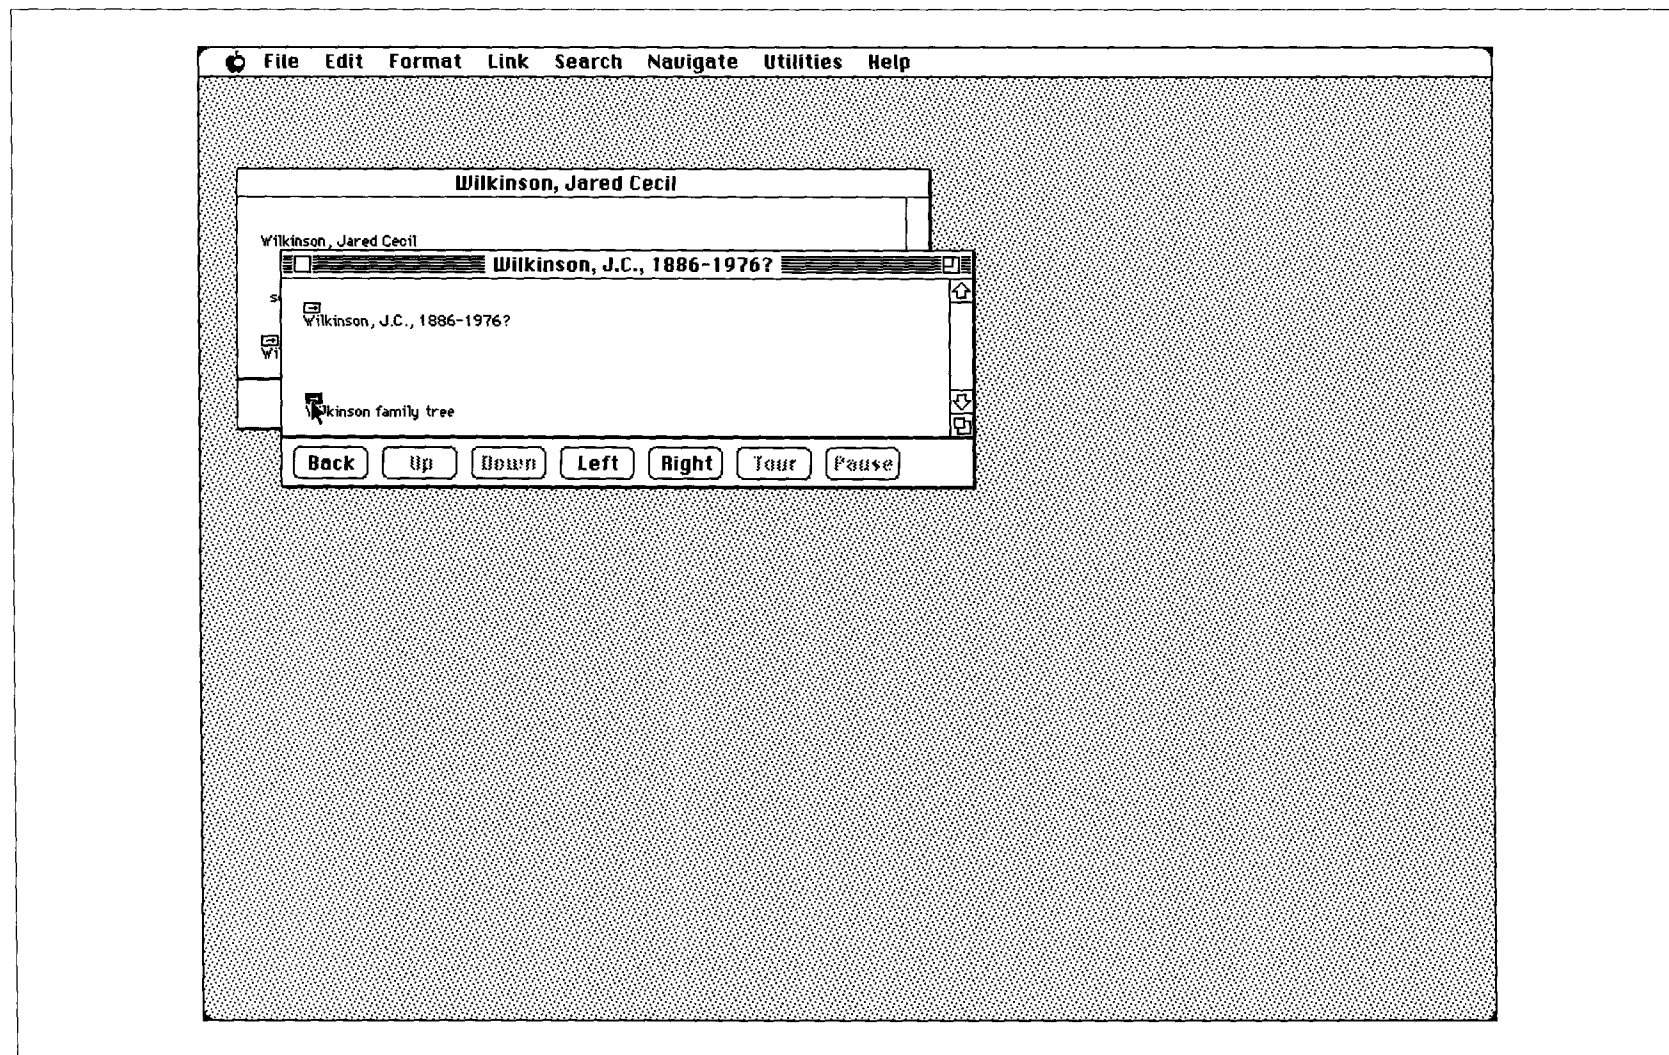 File Edit Format Link Search Navigate Utilities Help
Wilkinson, Jared Cecil
Wilkinson, Jared Cecil
Wilkinson, J.C., 1886-1976?
Wilkinson, J.C., 1886-1976?
family tree
Back Up Down Left Right Tour Pause